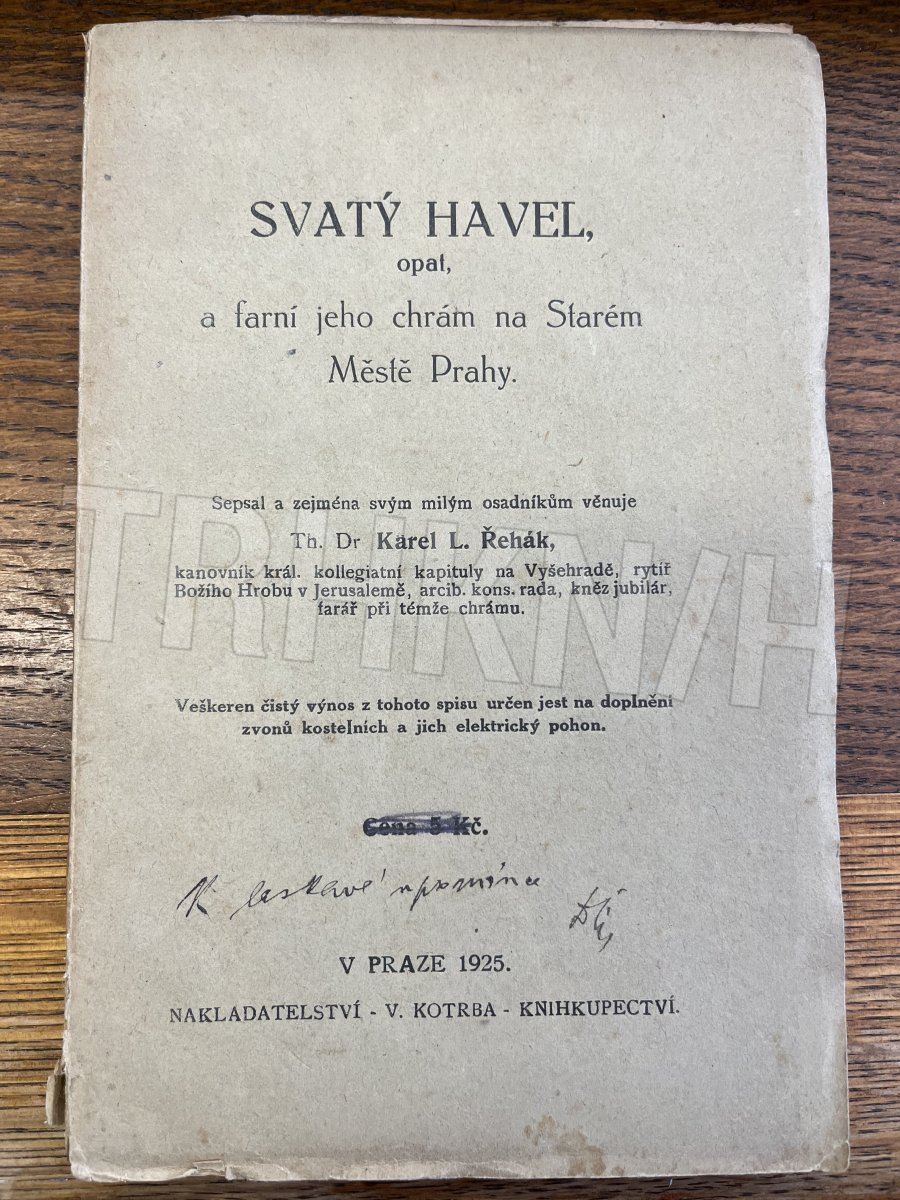 SVATÝ HAVEL,
opat,
a farní jeho chrám na Starém
Městě Prahy.
Sepsal a zejména svým milým osadníkům věnuje
Th. Dr Karel L. Řehák,
kanovník král. kollegiatní kapituly na Vyšehradě, rytíř
Božího Hrobu v Jerusalemě, arcib. kons. rada, kněz jubilár,
farář při témže chrámu.
Veškeren čistý výnos z tohoto spisu určen jest na doplnění
zvonů kostelních a jich elektrický pohon.
Cena 5 Kč.
K laskavé upomínce
V PRAZE 1925.
NAKLADATELSTVÍ - V. KOTRBA - KNIHKUPECTVÍ.
TRHKNIH